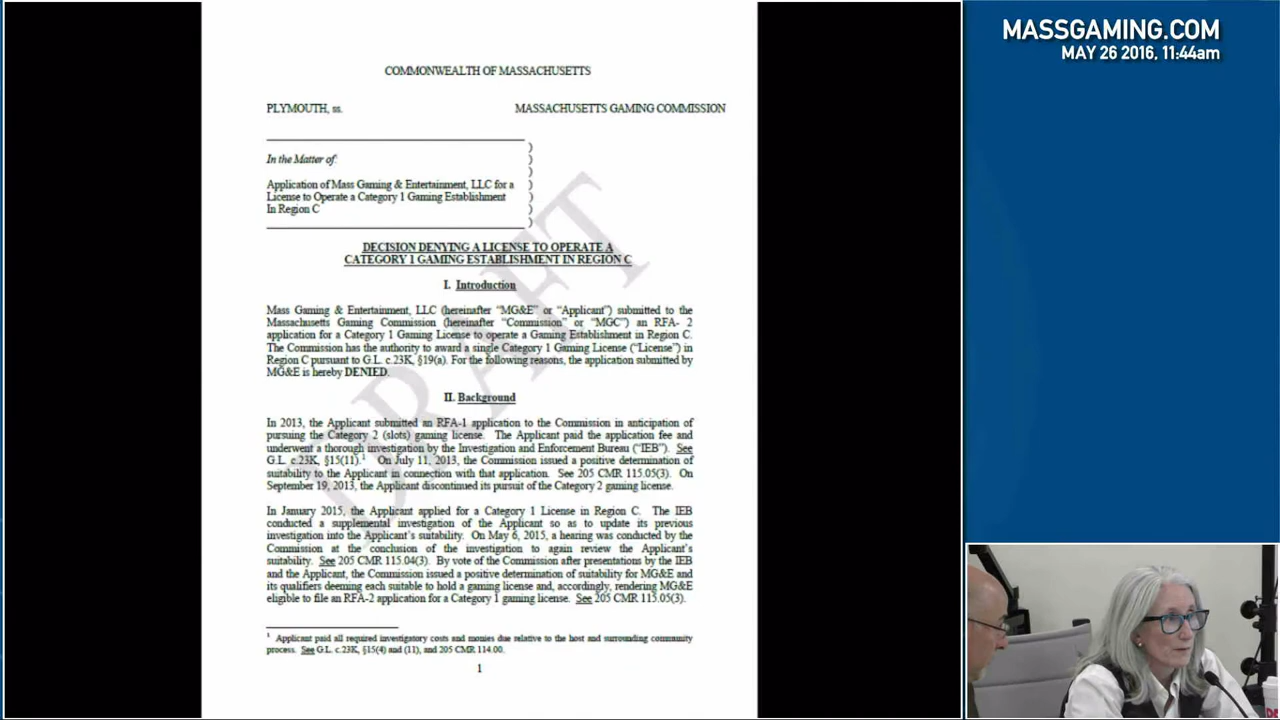 MASSGAMING.COM
MAY 26 2016, 11:44am
COMMONWEALTH OF MASSACHUSETTS
PLYMOUTH, ss. MASSACHUSETTS GAMING COMMISSION
In the Matter of:
Application of Mass Gaming & Entertainment, LLC for a
License to Operate a Category 1 Gaming Establishment
In Region C
)
)
)
)
)
)
)
DECISION DENYING A LICENSE TO OPERATE A
CATEGORY 1 GAMING ESTABLISHMENT IN REGION C
I. Introduction
Mass Gaming & Entertainment, LLC (hereinafter “MG&E” or “Applicant”) submitted to the
Massachusetts Gaming Commission (hereinafter “Commission” or “MGC”) an RFA- 2
application for a Category 1 Gaming License to operate a Gaming Establishment in Region C.
The Commission has the authority to award a single Category 1 Gaming License (“License”) in
Region C pursuant to G.L. c.23K, §19(a). For the following reasons, the application submitted by
MG&E is hereby DENIED.
II. Background
In 2013, the Applicant submitted an RFA-1 application to the Commission in anticipation of
pursuing the Category 2 (slots) gaming license. The Applicant paid the application fee and
underwent a thorough investigation by the Investigation and Enforcement Bureau (“IEB”). See
G.L. c.23K, §15(11).1 On July 11, 2013, the Commission issued a positive determination of
suitability to the Applicant in connection with that application. See 205 CMR 115.05(3). On
September 19, 2013, the Applicant discontinued its pursuit of the Category 2 gaming license.
In January 2015, the Applicant applied for a Category 1 License in Region C. The IEB
conducted a supplemental investigation of the Applicant so as to update its previous
investigation into the Applicant’s suitability. On May 6, 2015, a hearing was conducted by the
Commission at the conclusion of the investigation to again review the Applicant’s
suitability. See 205 CMR 115.04(3). By vote of the Commission after presentations by the IEB
and the Applicant, the Commission issued a positive determination of suitability for MG&E and
its qualifiers deeming each suitable to hold a gaming license and, accordingly, rendering MG&E
eligible to file an RFA-2 application for a Category 1 gaming license. See 205 CMR 115.05(3).
1 Applicant paid all required investigatory costs and monies due relative to the host and surrounding community
process. See G.L. c.23K, §15(4) and (11), and 205 CMR 114.00.
1
DRAFT